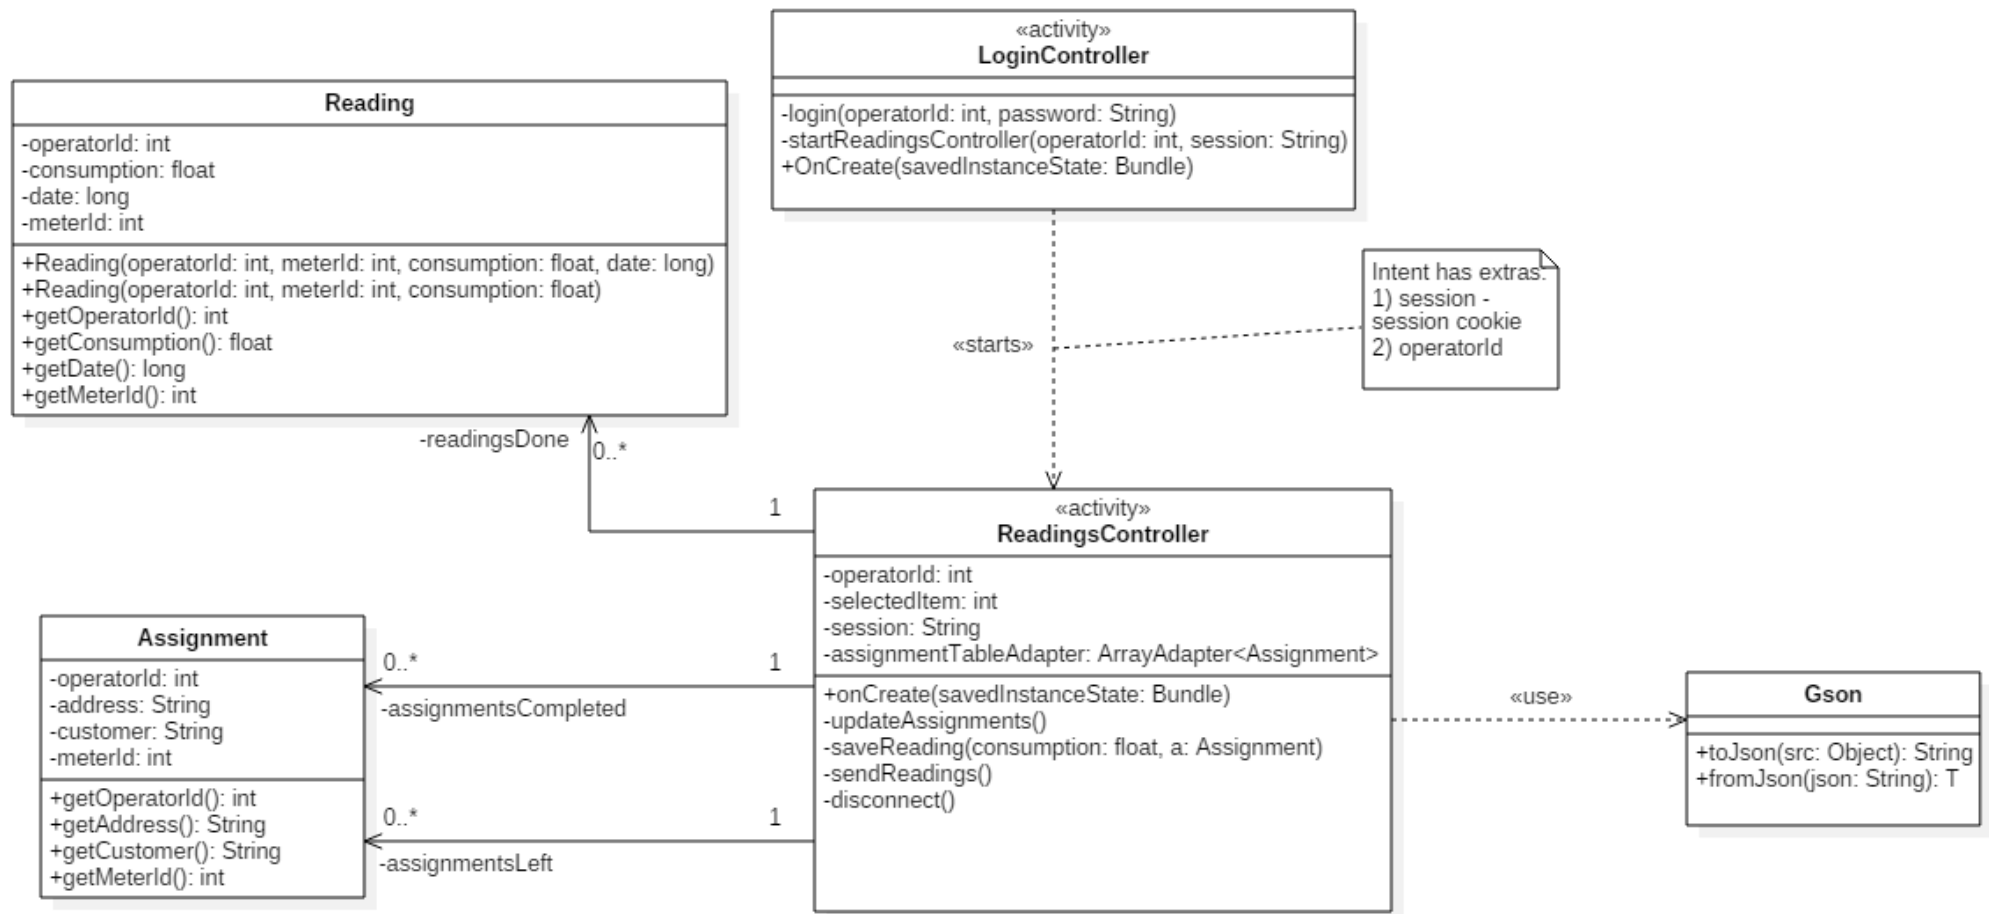 «activity»
LoginController
-login(operatorId: int, password: String)
-startReadingsController(operatorId: int, session: String)
+OnCreate(savedInstanceState: Bundle)
Reading
-operatorId: int
-consumption: float
-date: long
-meterId: int
+Reading(operatorId: int, meterId: int, consumption: float, date: long)
+Reading(operatorId: int, meterId: int, consumption: float)
+getOperatorId(): int
+getConsumption(): float
+getDate(): long
+getMeterId(): int
Intent has extras:
1) session -
session cookie
2) operatorId
«starts»
-readingsDone
0..*
1
«activity»
ReadingsController
-operatorId: int
-selectedItem: int
-session: String
-assignmentTableAdapter: ArrayAdapter<Assignment>
+onCreate(savedInstanceState: Bundle)
-updateAssignments()
-saveReading(consumption: float, a: Assignment)
-sendReadings()
-disconnect()
Assignment
-operatorId: int
-address: String
-customer: String
-meterId: int
+getOperatorId(): int
+getAddress(): String
+getCustomer(): String
+getMeterId(): int
0..*
1
-assignmentsCompleted
0..*
1
-assignmentsLeft
«use»
Gson
+toJson(src: Object): String
+fromJson(json: String): T